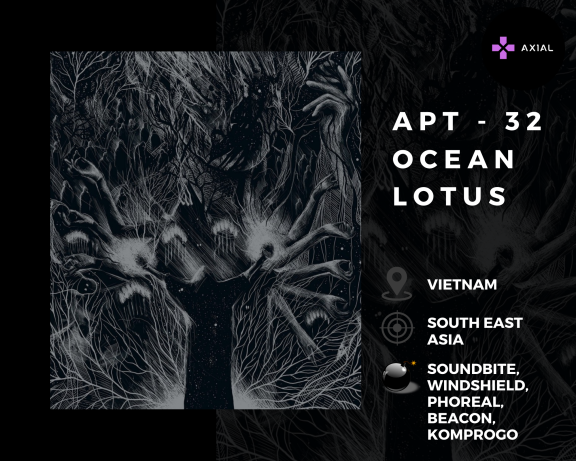 AXIAL
APT - 32
OCEAN
LOTUS
VIETNAM
SOUTH EAST
ASIA
SOUNDBITE,
WINDSHIELD,
PHOREAL,
BEACON,
KOMPROGO